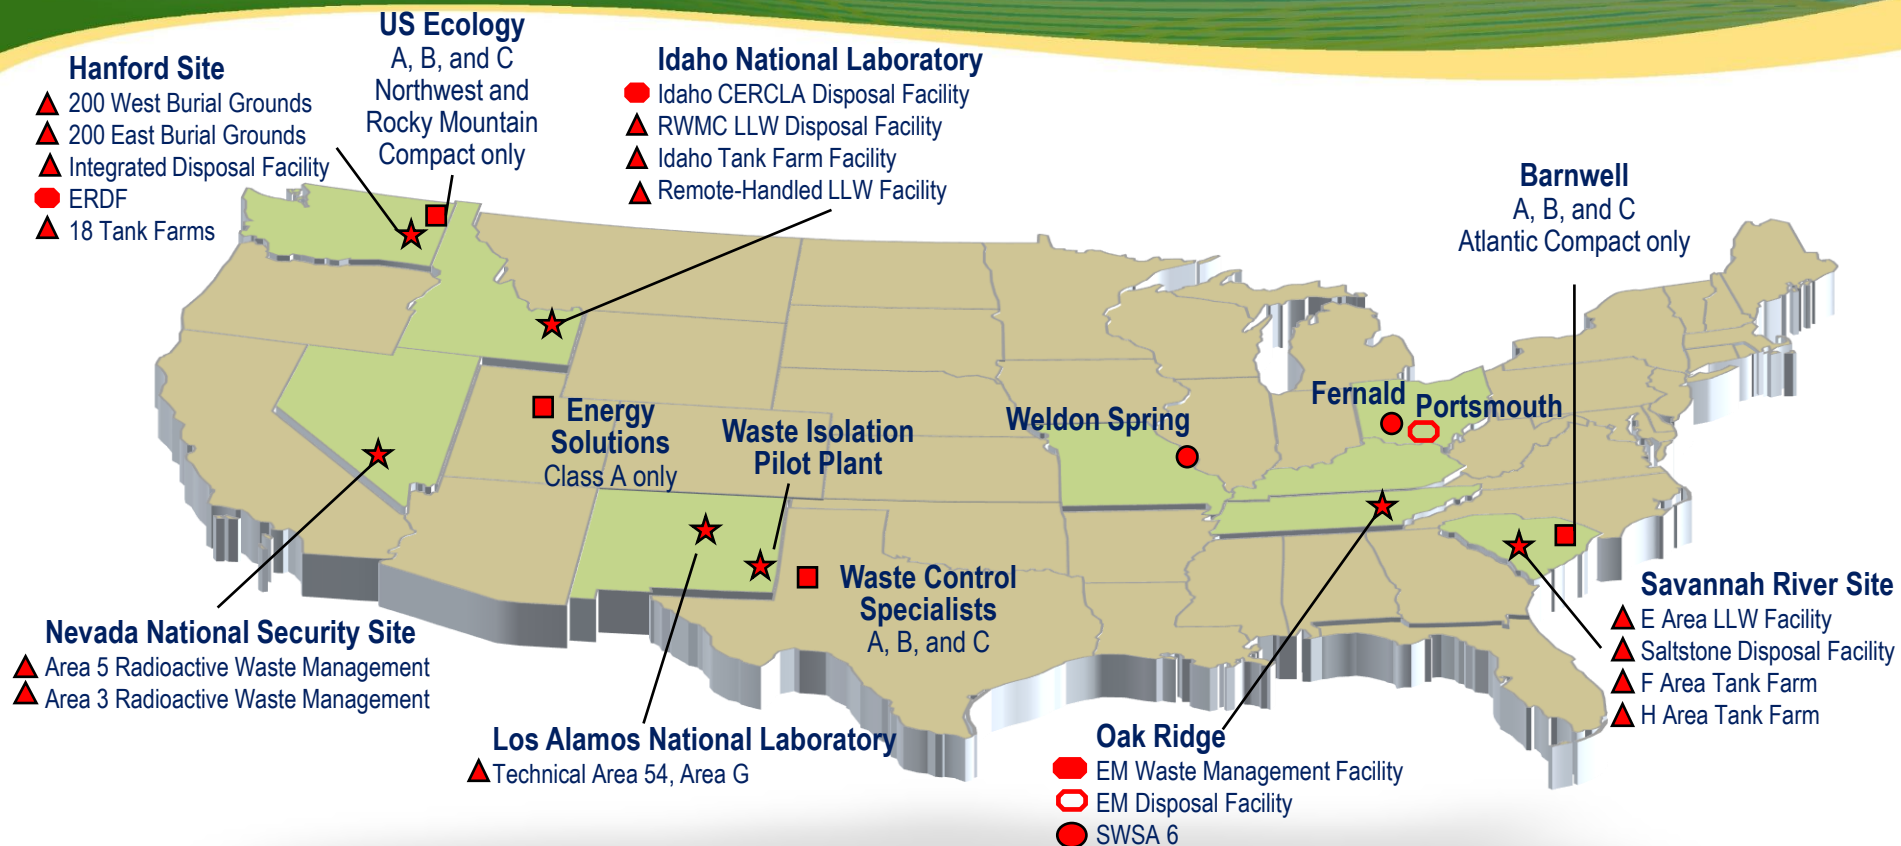 US Ecology
A, B, and C
Northwest and
Rocky Mountain
Compact only
Hanford Site
200 West Burial Grounds
200 East Burial Grounds
Integrated Disposal Facility
ERDF
18 Tank Farms
Idaho National Laboratory
Idaho CERCLA Disposal Facility
RWMC LLW Disposal Facility
Idaho Tank Farm Facility
Remote-Handled LLW Facility
Barnwell
A, B, and C
Atlantic Compact only
Energy
Solutions
Class A only
Waste Isolation
Pilot Plant
Weldon Spring
Fernald
Portsmouth
Waste Control
Specialists
A, B, and C
Nevada National Security Site
Area 5 Radioactive Waste Management
Area 3 Radioactive Waste Management
Los Alamos National Laboratory
Technical Area 54, Area G
Oak Ridge
EM Waste Management Facility
EM Disposal Facility
SWSA 6
Savannah River Site
E Area LLW Facility
Saltstone Disposal Facility
F Area Tank Farm
H Area Tank Farm